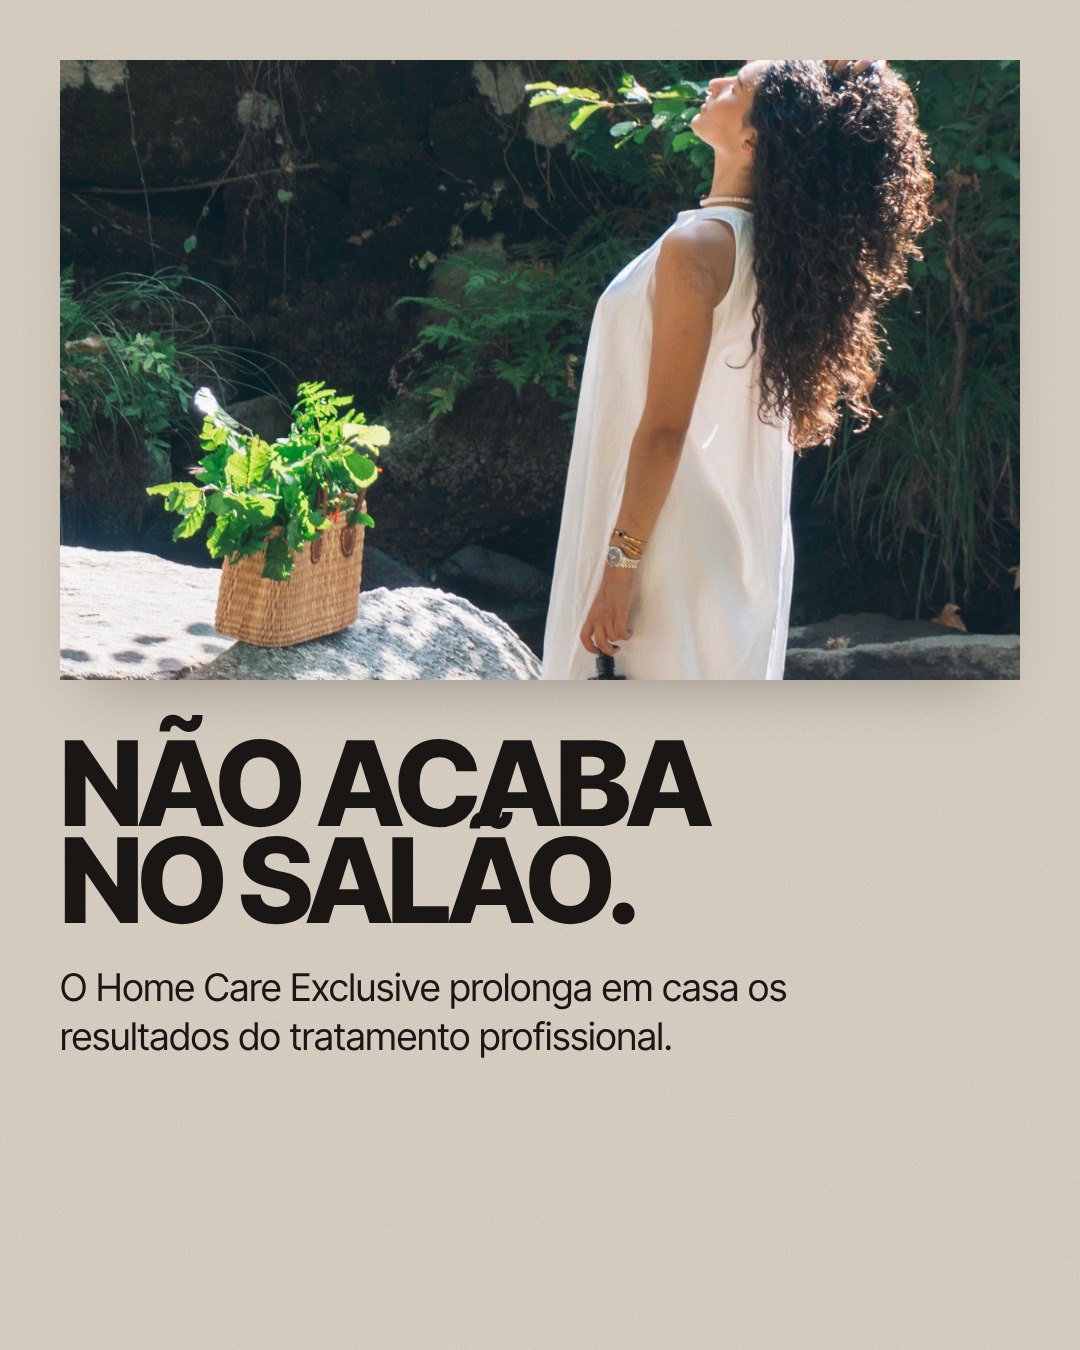 NÃO ACABA
NO SALÃO.
O Home Care Exclusive prolonga em casa os
resultados do tratamento profissional.